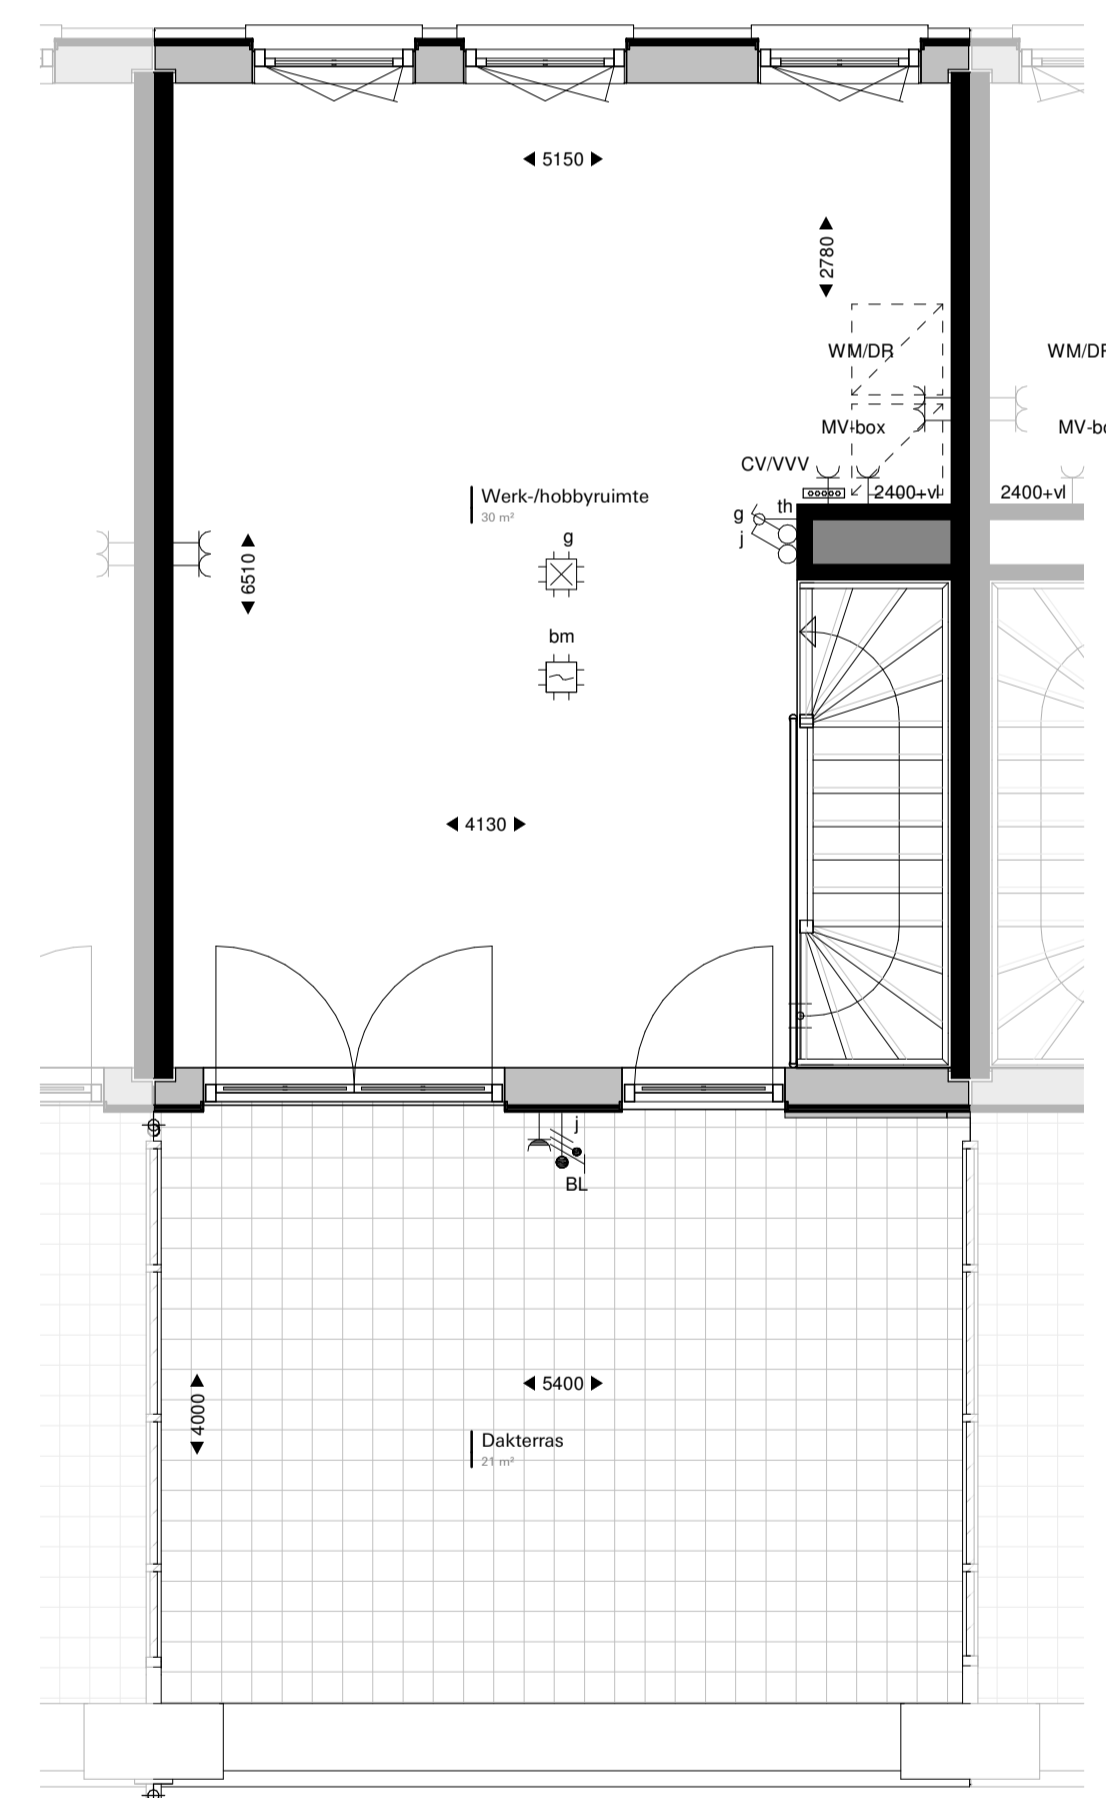 5150
2780
WM/DR
WM/DR
MV-box
MV-bo
CV/VVV
2400+vl
2400+vl
Werk-/hobbyruimte
30 m²
g
th
j
g
6510
bm
4130
j
BL
5400
4000
Dakterras
21 m²